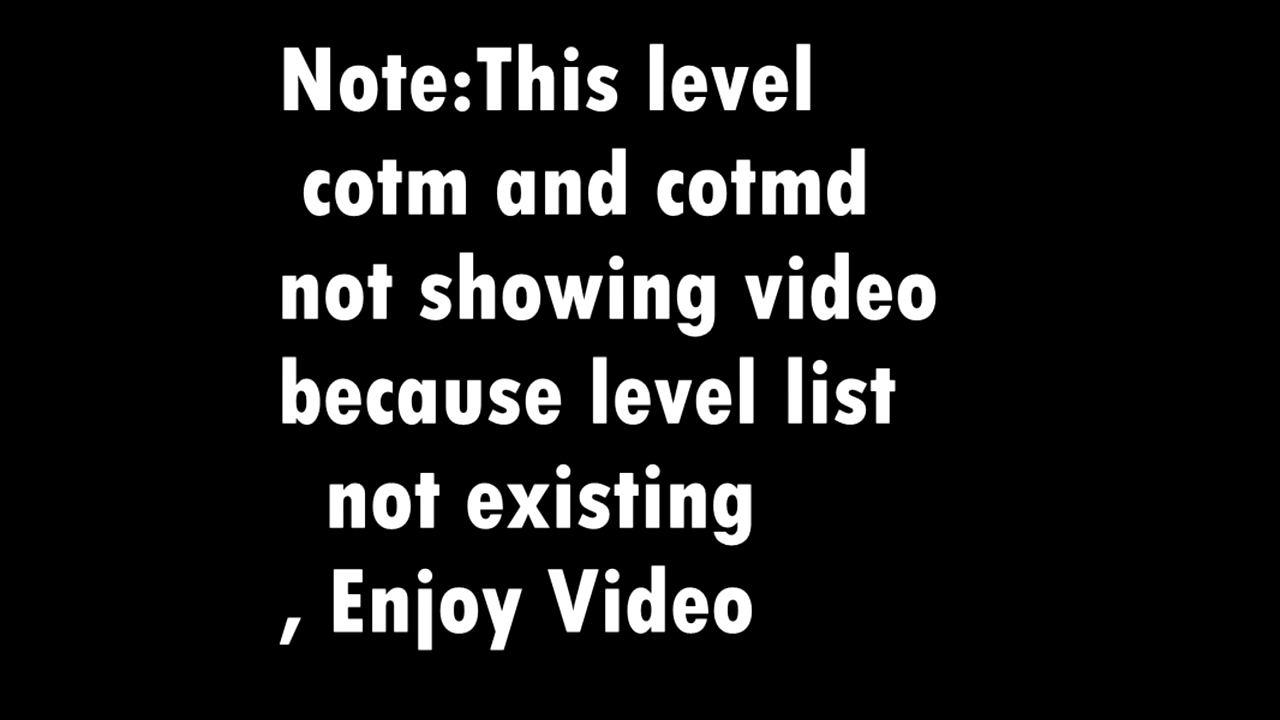 Note:This level
cotm and cotmd
not showing video
because level list
not existing
, Enjoy Video